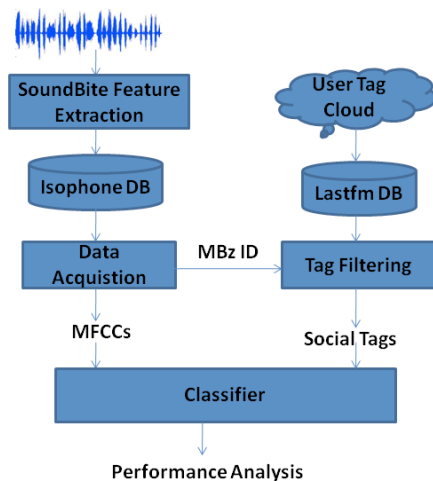 SoundBite Feature
Extraction
User Tag
Cloud
Isophone DB
Lastfm DB
Data
Acquistion
MBz ID
Tag Filtering
MFCCs
Social Tags
Classifier
Performance Analysis